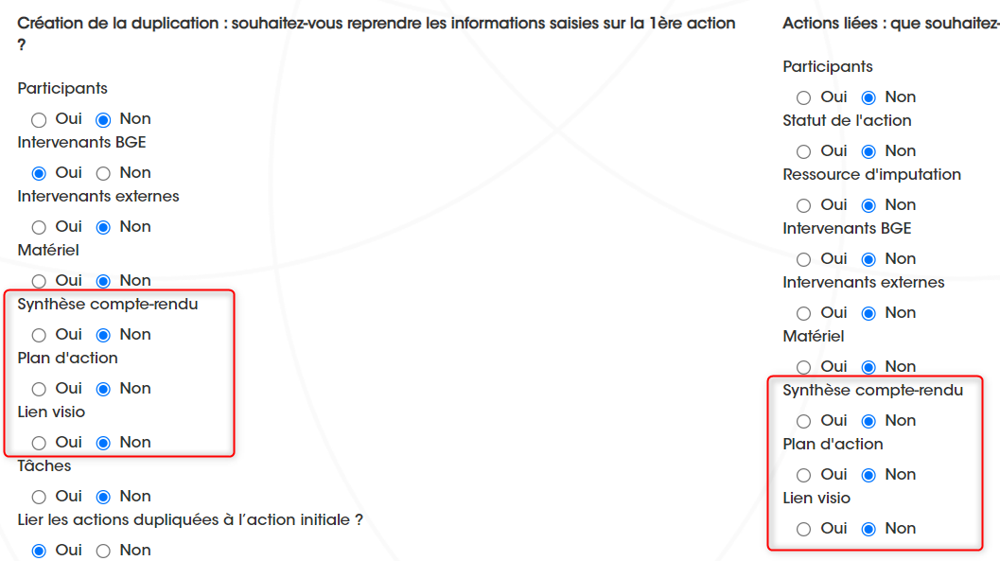 Création de la duplication : souhaitez-vous reprendre les informations saisies sur la 1ère action
?
Participants
Oui Non
Intervenants BGE
Oui Non
Intervenants externes
Oui Non
Matériel
Oui Non
Synthèse compte-rendu
Oui Non
Plan d'action
Oui Non
Lien visio
Oui Non
Tâches
Oui Non
Lier les actions dupliquées à l’action initiale ?
Oui Non
Actions liées : que souhaitez-
Participants
Oui Non
Statut de l'action
Oui Non
Ressource d'imputation
Oui Non
Intervenants BGE
Oui Non
Intervenants externes
Oui Non
Matériel
Oui Non
Synthèse compte-rendu
Oui Non
Plan d'action
Oui Non
Lien visio
Oui Non